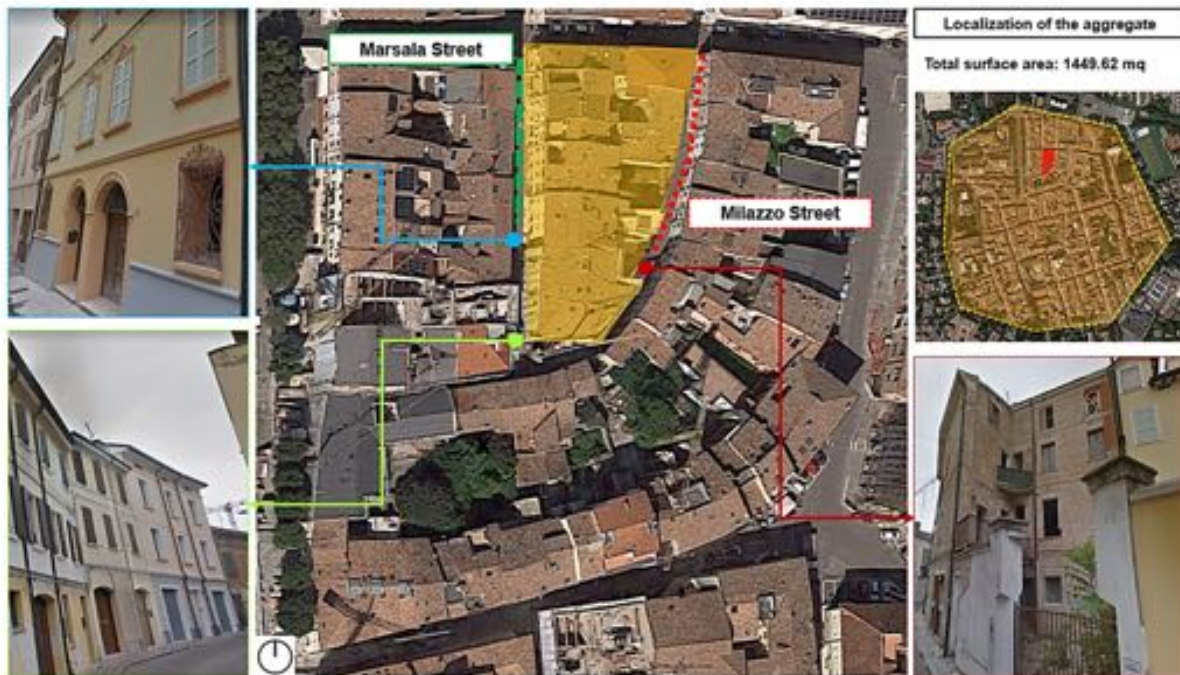 Marsala Street
Milazzo Street
Localization of the aggregate
Total surface area: 1449.62 mq